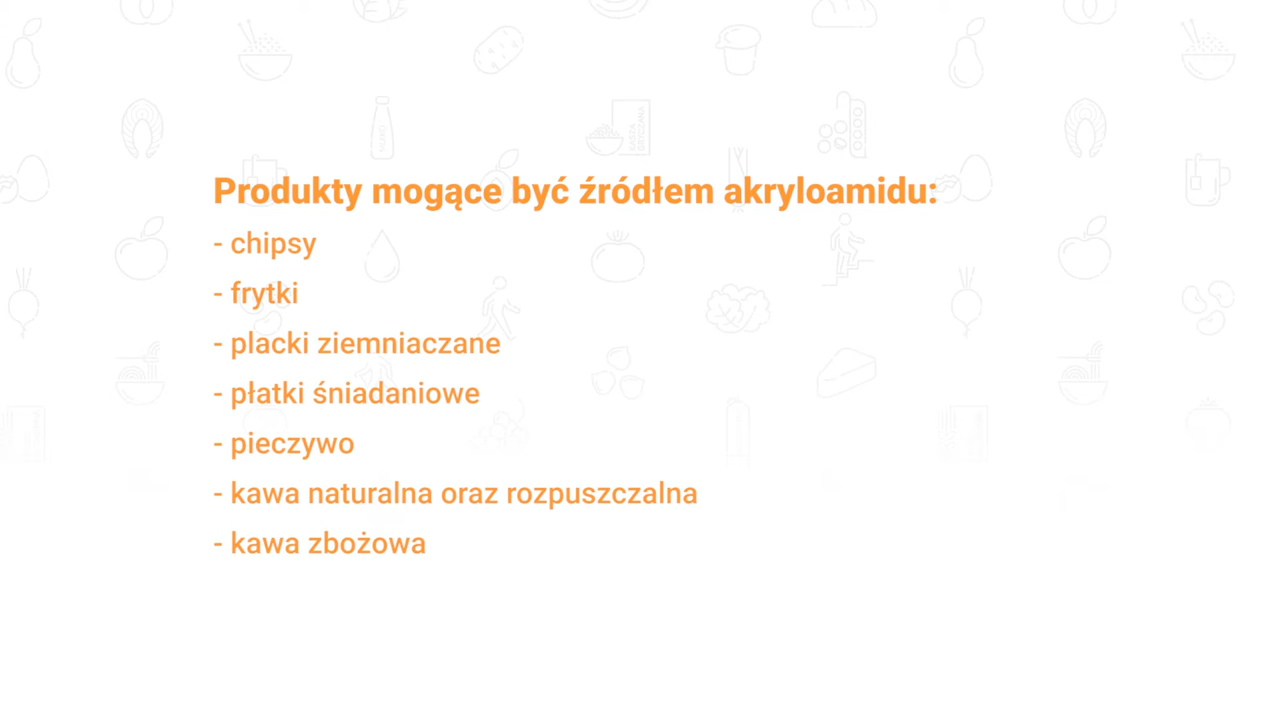 Produkty mogące być źródłem akryloamidu:
- chipsy
- frytki
- placki ziemniaczane
- płatki śniadaniowe
- pieczywo
- kawa naturalna oraz rozpuszczalna
- kawa zbożowa